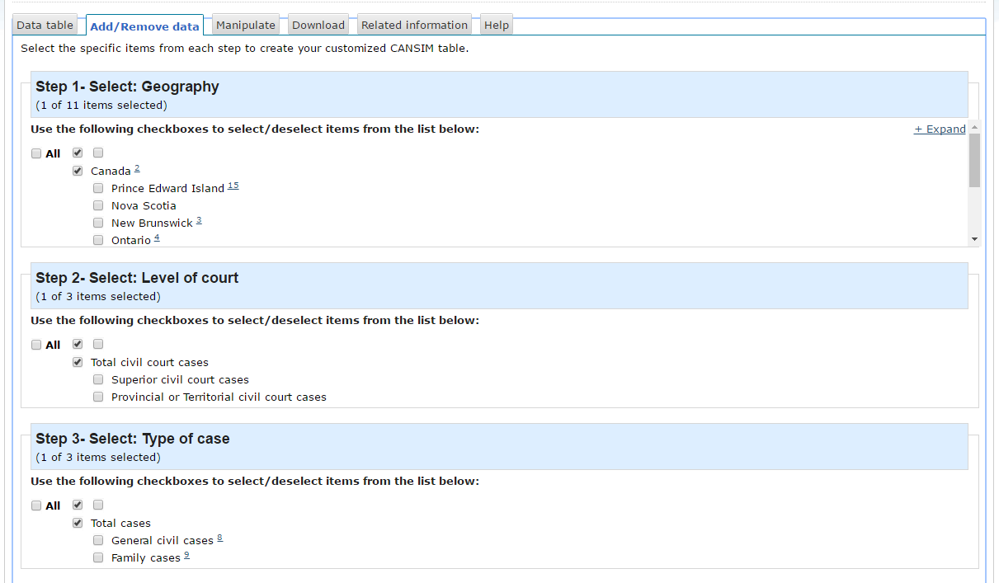 Data table Add/Remove data Manipulate Download Related information Help
Select the specific items from each step to create your customized CANSIM table.
Step 1- Select: Geography
(1 of 11 items selected)
Use the following checkboxes to select/deselect items from the list below:
+ Expand
All
Canada 2
Prince Edward Island 15
Nova Scotia
New Brunswick 3
Ontario 4
Step 2- Select: Level of court
(1 of 3 items selected)
Use the following checkboxes to select/deselect items from the list below:
All
Total civil court cases
Superior civil court cases
Provincial or Territorial civil court cases
Step 3- Select: Type of case
(1 of 3 items selected)
Use the following checkboxes to select/deselect items from the list below:
All
Total cases
General civil cases 8
Family cases 9